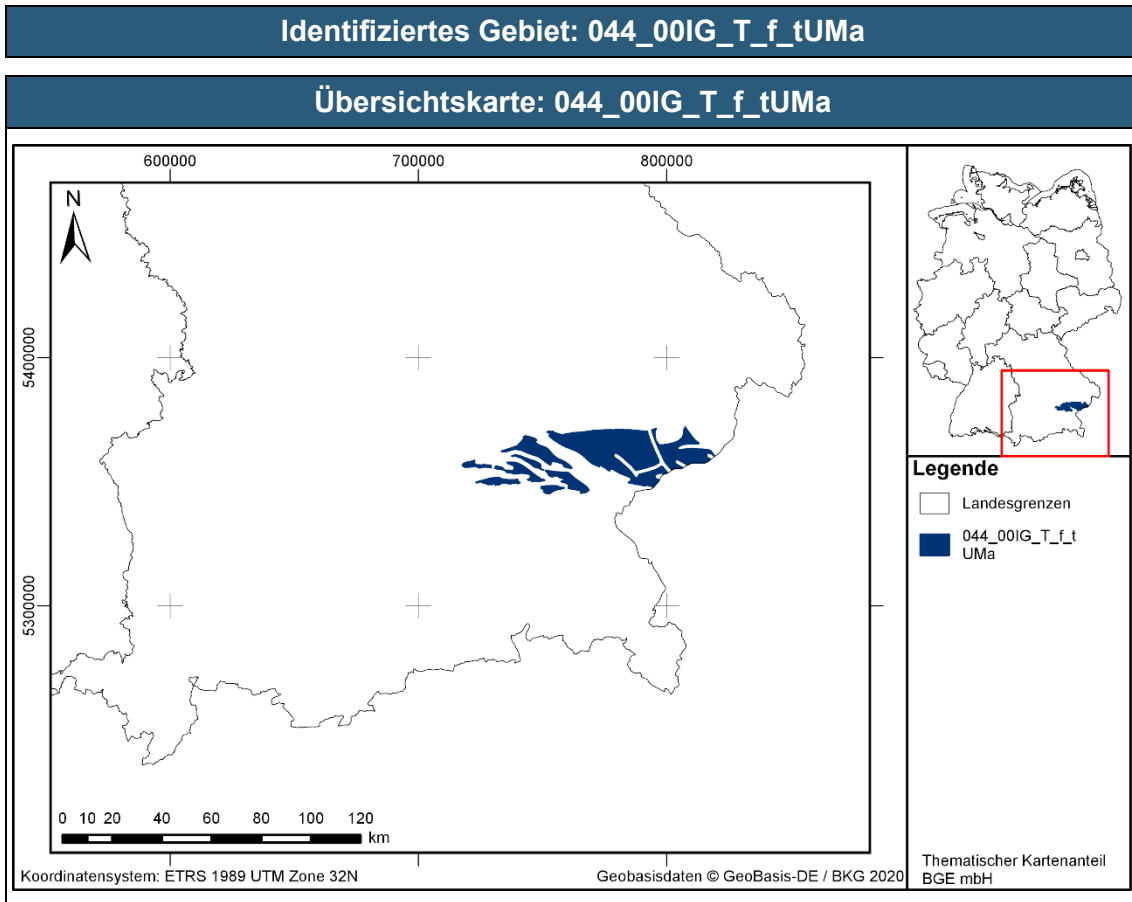 Identifiziertes Gebiet: 044_00IG_T_f_tUMa
Übersichtskarte: 044_00IG_T_f_tUMa
600000
700000
800000
N
5400000
5300000
0 10 20 40 60 80 100 120
km
Koordinatensystem: ETRS 1989 UTM Zone 32N
Geobasisdaten © GeoBasis-DE / BKG 2020
Legende
Landesgrenzen
044_00IG_T_f_t
UMa
Thematischer Kartenanteil
BGE mbH